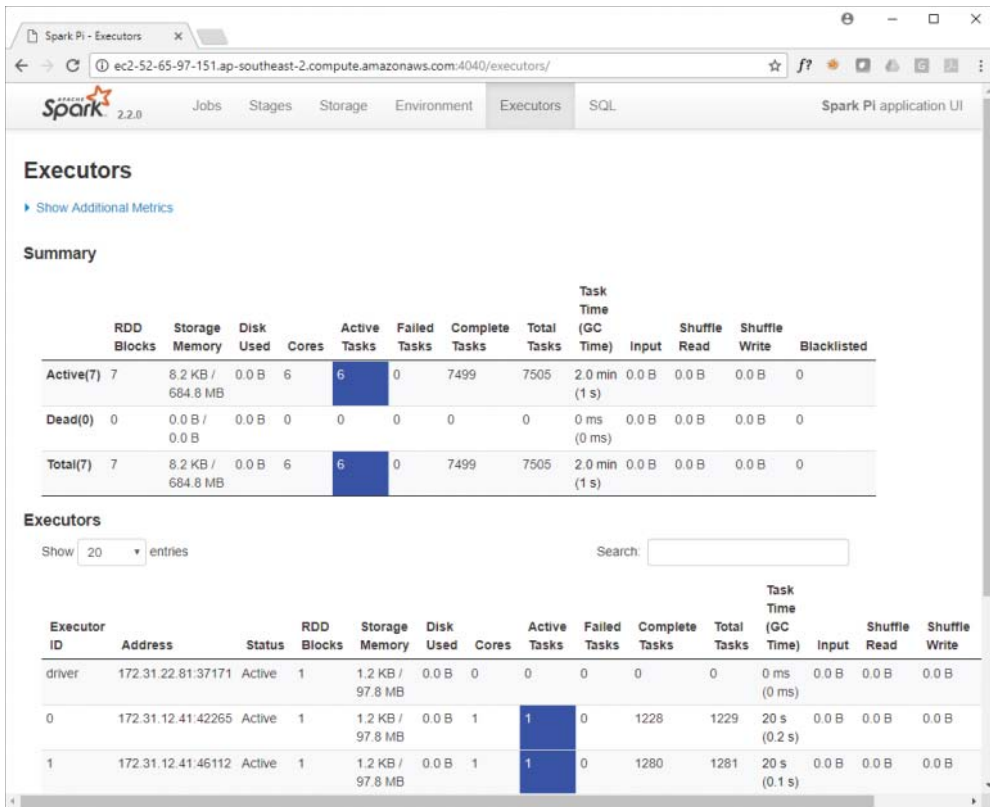 Spark Pi - Executors
ec2-52-65-97-151.ap-southeast-2.compute.amazonaws.com:4040/executors/
f?
APACHE Spark 2.2.0 Jobs Stages Storage Environment Executors SQL Spark Pi application UI
Executors
Show Additional Metrics
Summary
RDD Blocks Storage Memory Disk Used Cores Active Tasks Failed Tasks Complete Tasks Total Tasks Task Time (GC Time) Input Shuffle Read Shuffle Write Blacklisted
Active(7) 7 8.2 KB / 684.8 MB 0.0 B 6 6 0 7499 7505 2.0 min (1 s) 0.0 B 0.0 B 0.0 B 0
Dead(0) 0 0.0 B / 0.0 B 0.0 B 0 0 0 0 0 0 ms (0 ms) 0.0 B 0.0 B 0.0 B 0
Total(7) 7 8.2 KB / 684.8 MB 0.0 B 6 6 0 7499 7505 2.0 min (1 s) 0.0 B 0.0 B 0.0 B 0
Executors
Show 20 entries Search:
Executor ID Address Status RDD Blocks Storage Memory Disk Used Cores Active Tasks Failed Tasks Complete Tasks Total Tasks Task Time (GC Time) Input Shuffle Read Shuffle Write
driver 172.31.22.81:37171 Active 1 1.2 KB / 97.8 MB 0.0 B 0 0 0 0 0 0 ms (0 ms) 0.0 B 0.0 B 0.0 B
0 172.31.12.41:42265 Active 1 1.2 KB / 97.8 MB 0.0 B 1 1 0 1228 1229 20 s (0.2 s) 0.0 B 0.0 B 0.0 B
1 172.31.12.41:46112 Active 1 1.2 KB / 97.8 MB 0.0 B 1 1 0 1280 1281 20 s (0.1 s) 0.0 B 0.0 B 0.0 B